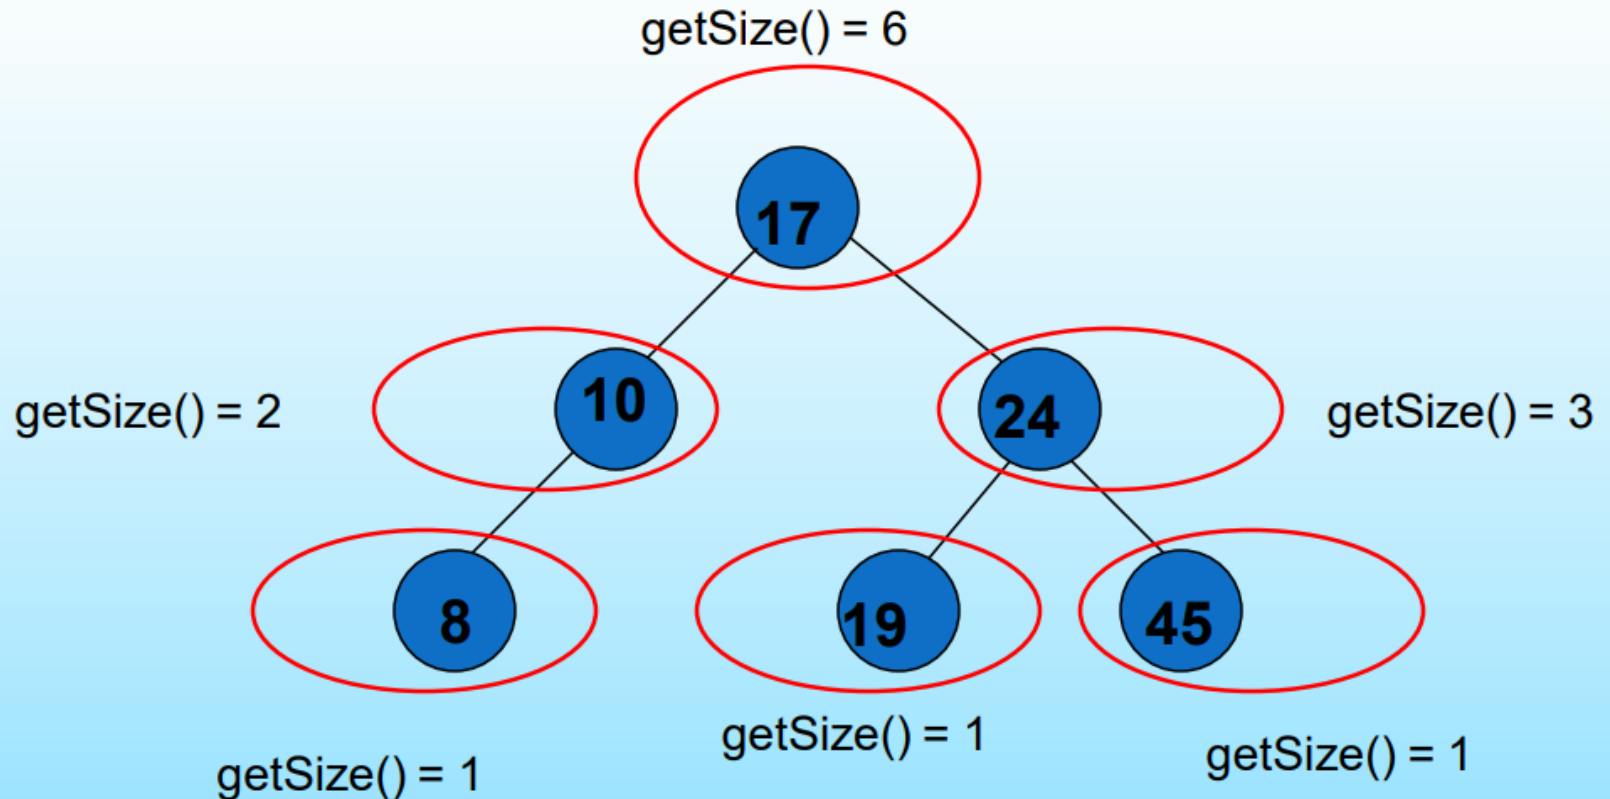 getSize() = 6
17
getSize() = 2
10
24
getSize() = 3
8
19
45
getSize() = 1
getSize() = 1
getSize() = 1